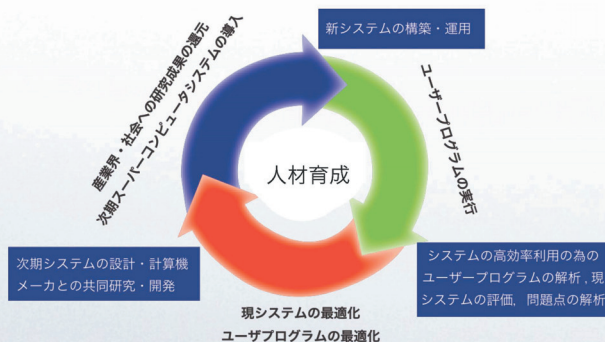 新システムの構築・運用
ユーザープログラムの実行
システムの高効率利用の為の
ユーザープログラムの解析, 現
システムの評価, 問題点の解析
現システムの最適化
ユーザプログラムの最適化
次期システムの設計・計算機
メーカとの共同研究・開発
産業界・社会への研究成果の還元
次期スーパーコンピュータシステムの導入
人材育成